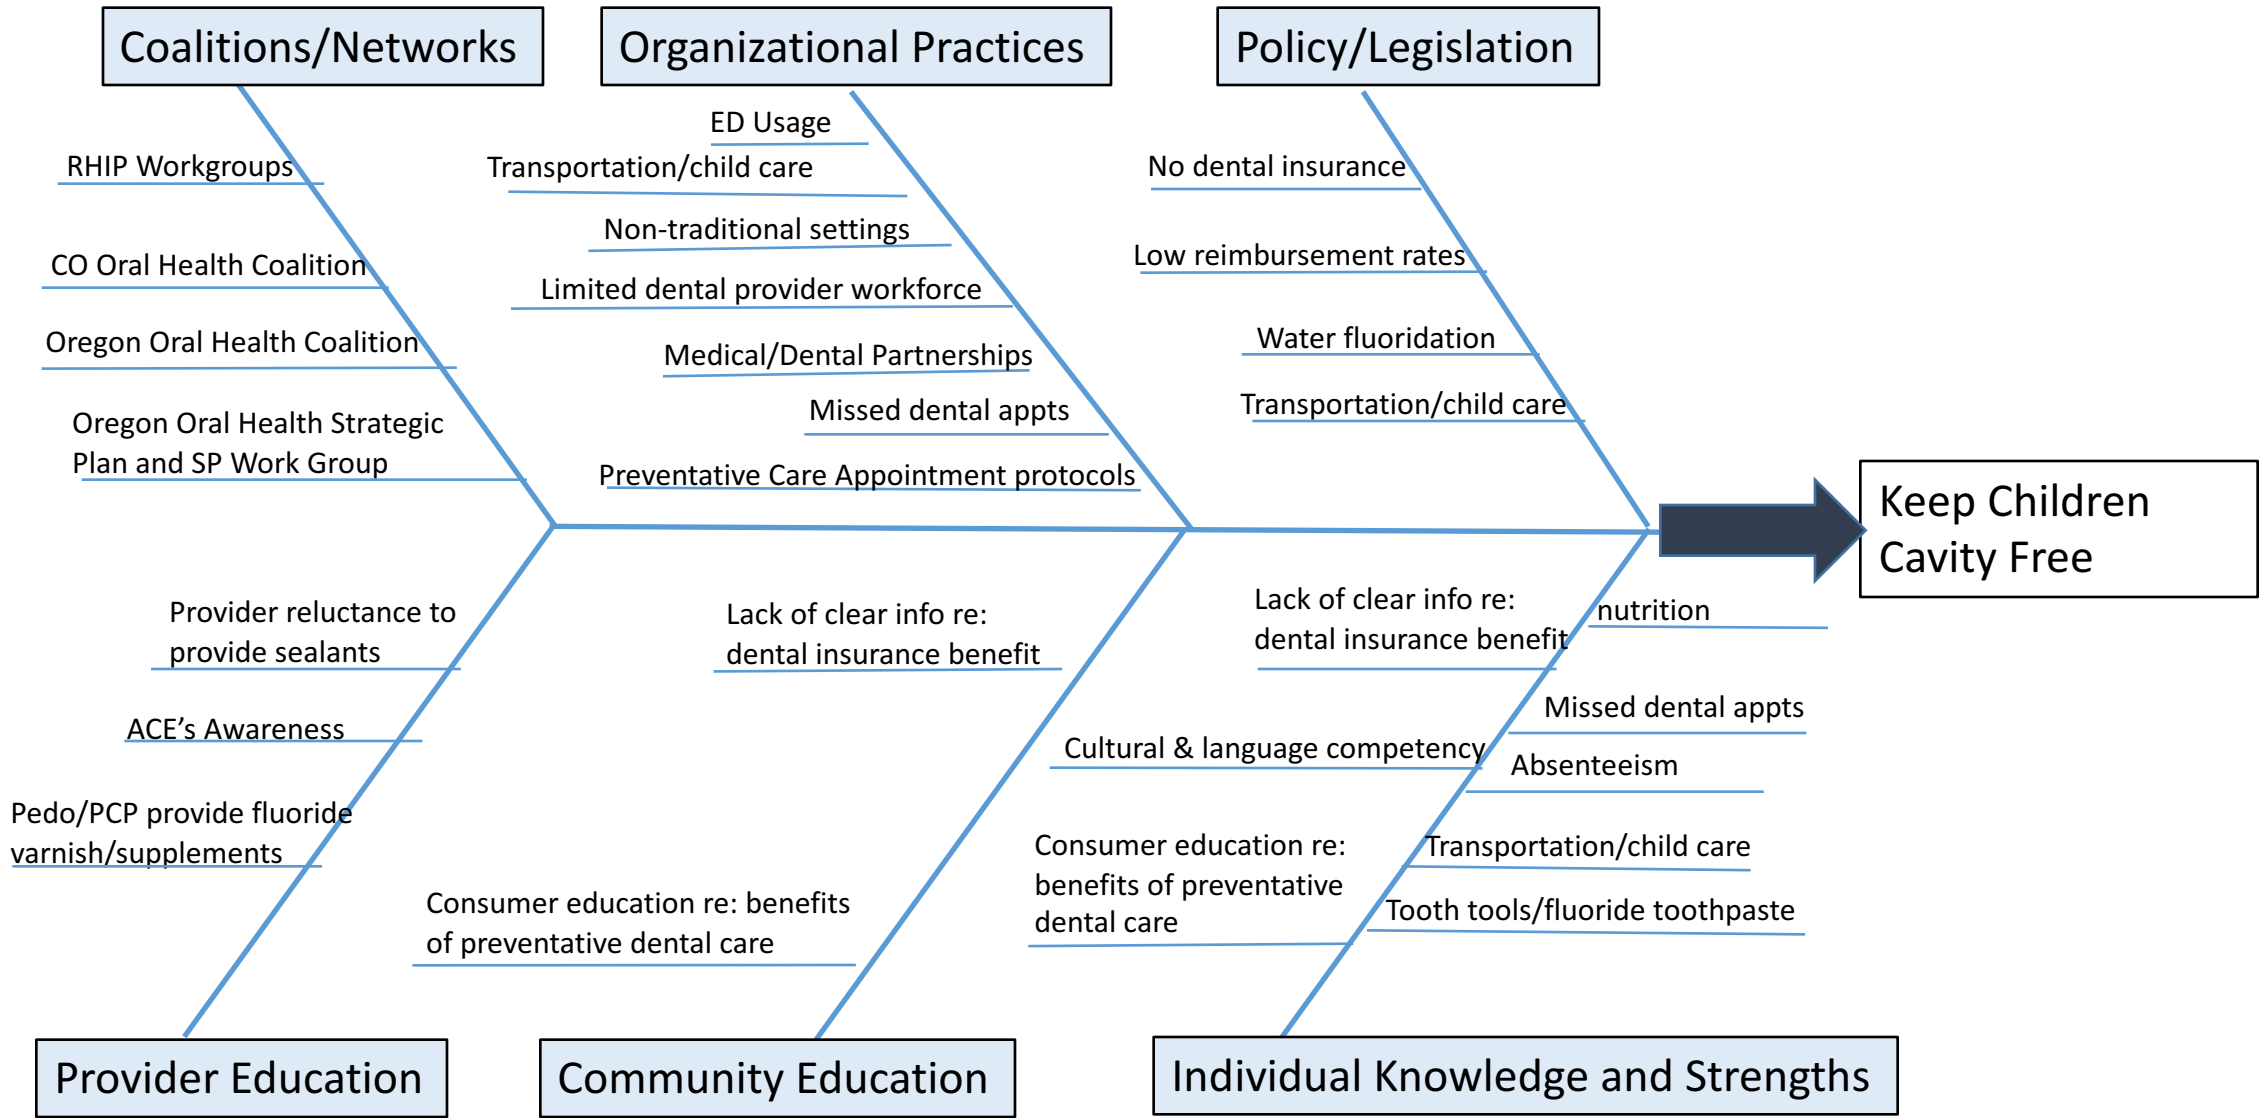 Coalitions/Networks
Organizational Practices
Policy/Legislation
RHIP Workgroups
CO Oral Health Coalition
Oregon Oral Health Coalition
Oregon Oral Health Strategic
Plan and SP Work Group
ED Usage
Transportation/child care
Non-traditional settings
Limited dental provider workforce
Medical/Dental Partnerships
Missed dental appts
Preventative Care Appointment protocols
No dental insurance
Low reimbursement rates
Water fluoridation
Transportation/child care
Keep Children
Cavity Free
Provider reluctance to
provide sealants
ACE’s Awareness
Pedo/PCP provide fluoride
varnish/supplements
Lack of clear info re:
dental insurance benefit
Consumer education re: benefits
of preventative dental care
Lack of clear info re:
dental insurance benefit
Cultural & language competency
Consumer education re:
benefits of preventative
dental care
nutrition
Missed dental appts
Absenteeism
Transportation/child care
Tooth tools/fluoride toothpaste
Provider Education
Community Education
Individual Knowledge and Strengths